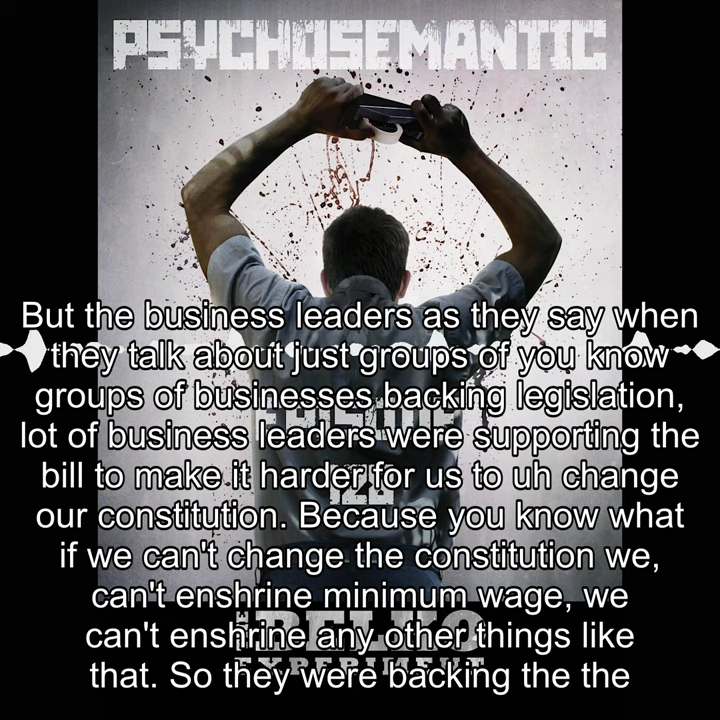 PSYCHOSEMANTIC
But the business leaders as they say when
they talk about just groups of you know
groups of businesses backing legislation,
lot of business leaders were supporting the
bill to make it harder for us to uh change
our constitution. Because you know what
if we can't change the constitution we,
can't enshrine minimum wage, we
can't enshrine any other things like
that. So they were backing the the
THE BELKO
EXPERIMENT